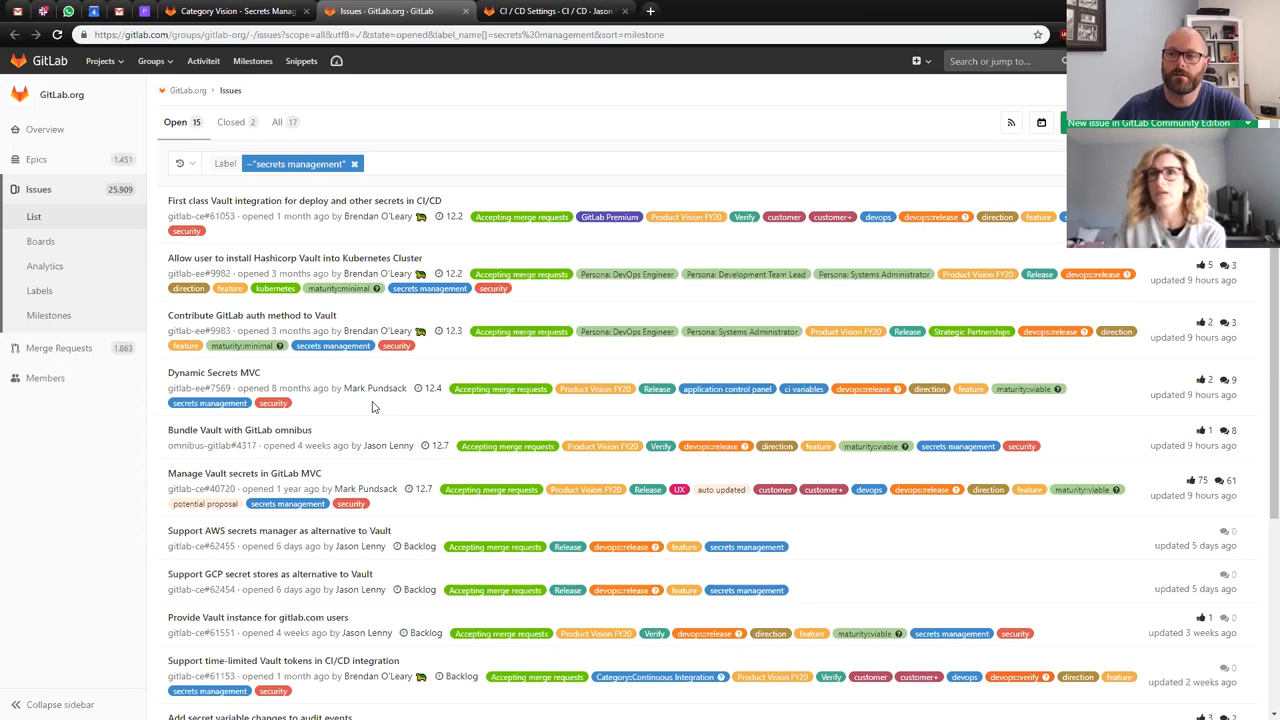 Category Vision - Secrets Manag
Issues · GitLab.org · GitLab
CI / CD Settings · CI / CD · Jason
https://gitlab.com/groups/gitlab-org/-/issues?scope=all&utf8=✓&state=opened&label_name[]=secrets%20management&sort=milestone
GitLab Projects Groups Activiteit Milestones Snippets Search or jump to...
GitLab.org
GitLab.org › Issues
Overview
Open 15 Closed 2 All 17
New issue in GitLab Community Edition
Epics 1.451
Label ~"secrets management"
Issues 25,909
List
Boards
Analytics
Labels
Milestones
Merge Requests 1.863
Members
Collapse sidebar
First class Vault integration for deploy and other secrets in CI/CD
gitlab-ce#61053 · opened 1 month ago by Brendan O'Leary 12.2 Accepting merge requests GitLab Premium Product Vision FY20 Verify customer customer+ devops devops::release direction feature
security
Allow user to install Hashicorp Vault into Kubernetes Cluster
gitlab-ee#9982 · opened 3 months ago by Brendan O'Leary 12.2 Accepting merge requests Persona: DevOps Engineer Persona: Development Team Lead Persona: Systems Administrator Product Vision FY20 Release devops::release
direction feature kubernetes maturity::minimal secrets management security
5 3
updated 9 hours ago
Contribute GitLab auth method to Vault
gitlab-ee#9983 · opened 3 months ago by Brendan O'Leary 12.3 Accepting merge requests Persona: DevOps Engineer Persona: Systems Administrator Product Vision FY20 Release Strategic Partnerships devops::release direction
feature maturity::minimal secrets management security
2 3
updated 9 hours ago
Dynamic Secrets MVC
gitlab-ee#7569 · opened 8 months ago by Mark Pundsack 12.4 Accepting merge requests Product Vision FY20 Release application control panel ci variables devops::release direction feature maturity::viable
secrets management security
2 9
updated 9 hours ago
Bundle Vault with GitLab omnibus
omnibus-gitlab#4317 · opened 4 weeks ago by Jason Lenny 12.7 Accepting merge requests Product Vision FY20 Verify devops::release direction feature maturity::viable secrets management security
1 8
updated 9 hours ago
Manage Vault secrets in GitLab MVC
gitlab-ce#40720 · opened 1 year ago by Mark Pundsack 12.7 Accepting merge requests Product Vision FY20 Release UX auto updated customer customer+ devops devops::release direction feature maturity::viable
potential proposal secrets management security
75 61
updated 9 hours ago
Support AWS secrets manager as alternative to Vault
gitlab-ce#62455 · opened 6 days ago by Jason Lenny Backlog Accepting merge requests Release devops::release feature secrets management
0
updated 5 days ago
Support GCP secret stores as alternative to Vault
gitlab-ce#62454 · opened 6 days ago by Jason Lenny Backlog Accepting merge requests Release devops::release feature secrets management
0
updated 5 days ago
Provide Vault instance for gitlab.com users
gitlab-ce#61551 · opened 4 weeks ago by Jason Lenny Backlog Accepting merge requests Product Vision FY20 Verify devops::release direction feature maturity::viable secrets management security
1 0
updated 3 weeks ago
Support time-limited Vault tokens in CI/CD integration
gitlab-ce#61153 · opened 1 month ago by Brendan O'Leary Backlog Accepting merge requests Category:Continuous Integration Product Vision FY20 Verify customer customer+ devops devops::verify direction feature
secrets management security
0
updated 2 weeks ago
Add secret variable changes to audit events
3 2